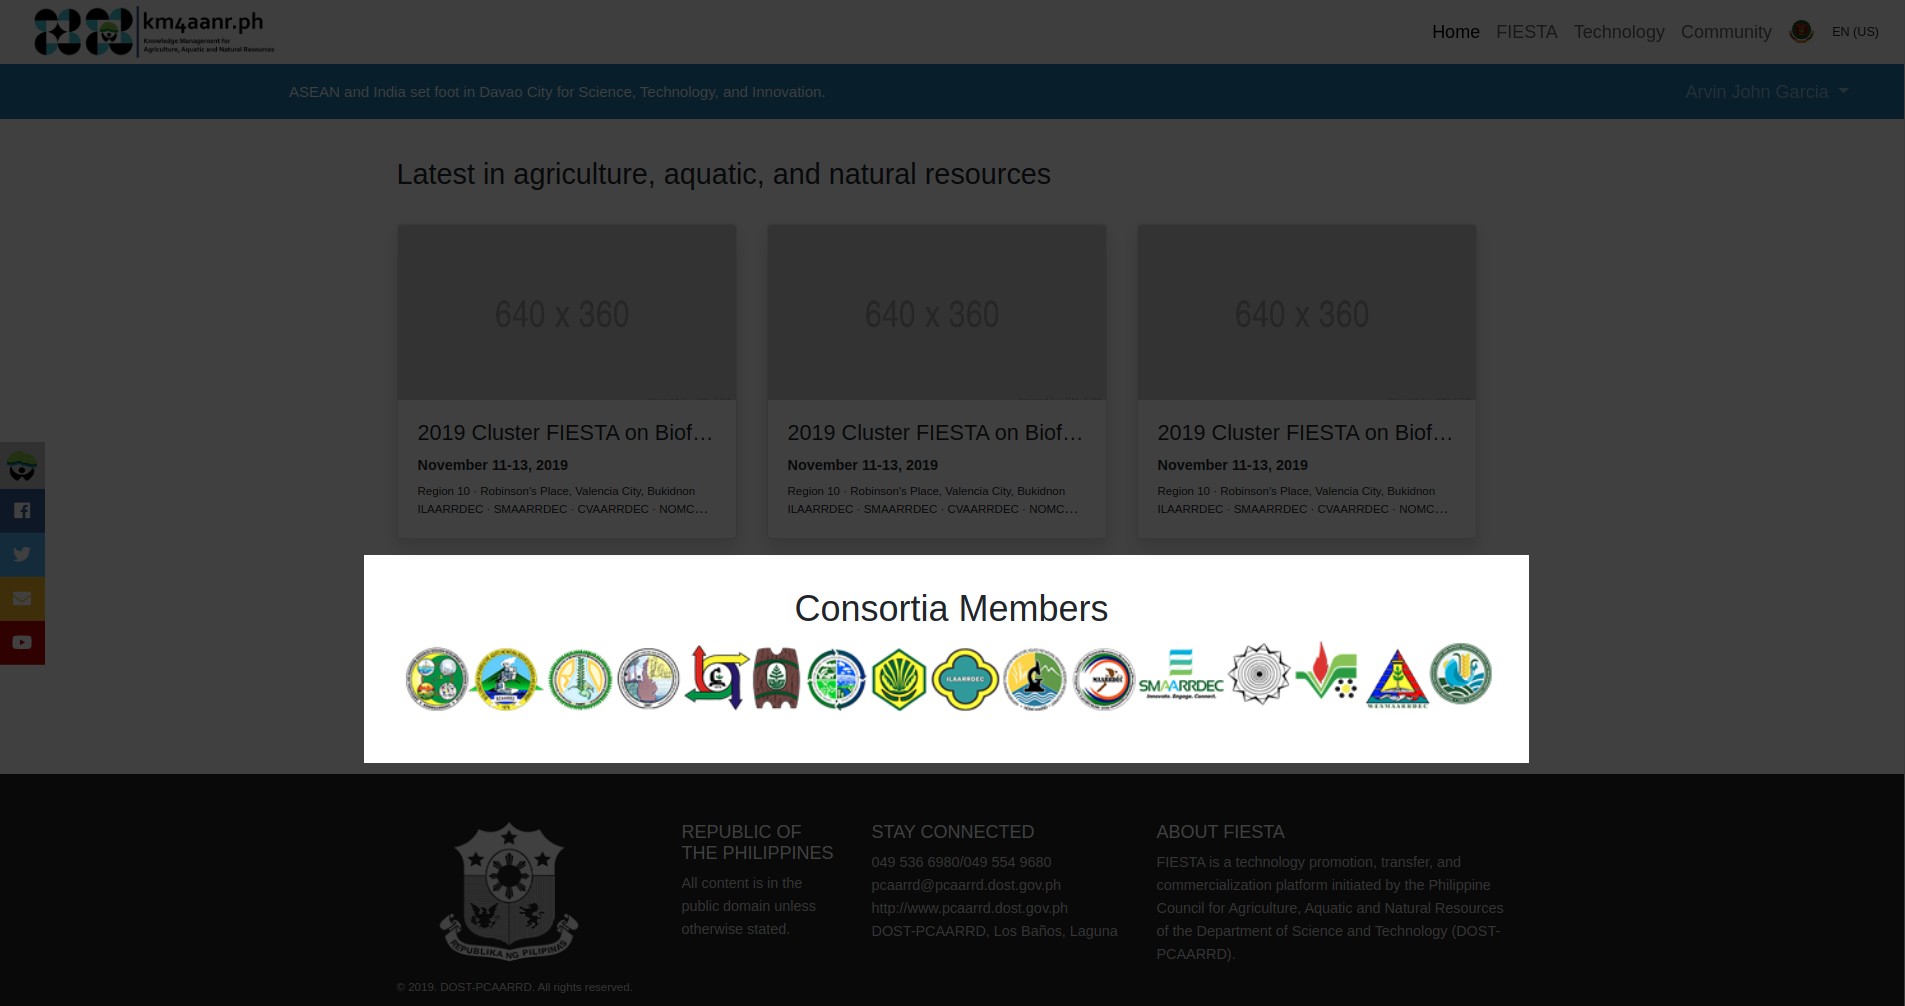 km4aanr.ph
Knowledge Management for
Agriculture, Aquatic and Natural Resources
Home FIESTA Technology Community EN (US)
ASEAN and India set foot in Davao City for Science, Technology, and Innovation.
Arvin John Garcia
Latest in agriculture, aquatic, and natural resources
640 x 360
640 x 360
640 x 360
2019 Cluster FIESTA on Biof...
November 11-13, 2019
Region 10 · Robinson's Place, Valencia City, Bukidnon
ILAARRDEC · SMAARRDEC · CVAARRDEC · NOMC...
2019 Cluster FIESTA on Biof...
November 11-13, 2019
Region 10 · Robinson's Place, Valencia City, Bukidnon
ILAARRDEC · SMAARRDEC · CVAARRDEC · NOMC...
2019 Cluster FIESTA on Biof...
November 11-13, 2019
Region 10 · Robinson's Place, Valencia City, Bukidnon
ILAARRDEC · SMAARRDEC · CVAARRDEC · NOMC...
Consortia Members
ILAARRDEC
SMAARRDEC
Innovate. Engage. Connect.
WESMAARRDEC
REPUBLIKA NG PILIPINAS
REPUBLIC OF
THE PHILIPPINES
All content is in the
public domain unless
otherwise stated.
STAY CONNECTED
049 536 6980/049 554 9680
pcaarrd@pcaarrd.dost.gov.ph
http://www.pcaarrd.dost.gov.ph
DOST-PCAARRD, Los Baños, Laguna
ABOUT FIESTA
FIESTA is a technology promotion, transfer, and
commercialization platform initiated by the Philippine
Council for Agriculture, Aquatic and Natural Resources
of the Department of Science and Technology (DOST-
PCAARRD).
© 2019. DOST-PCAARRD. All rights reserved.